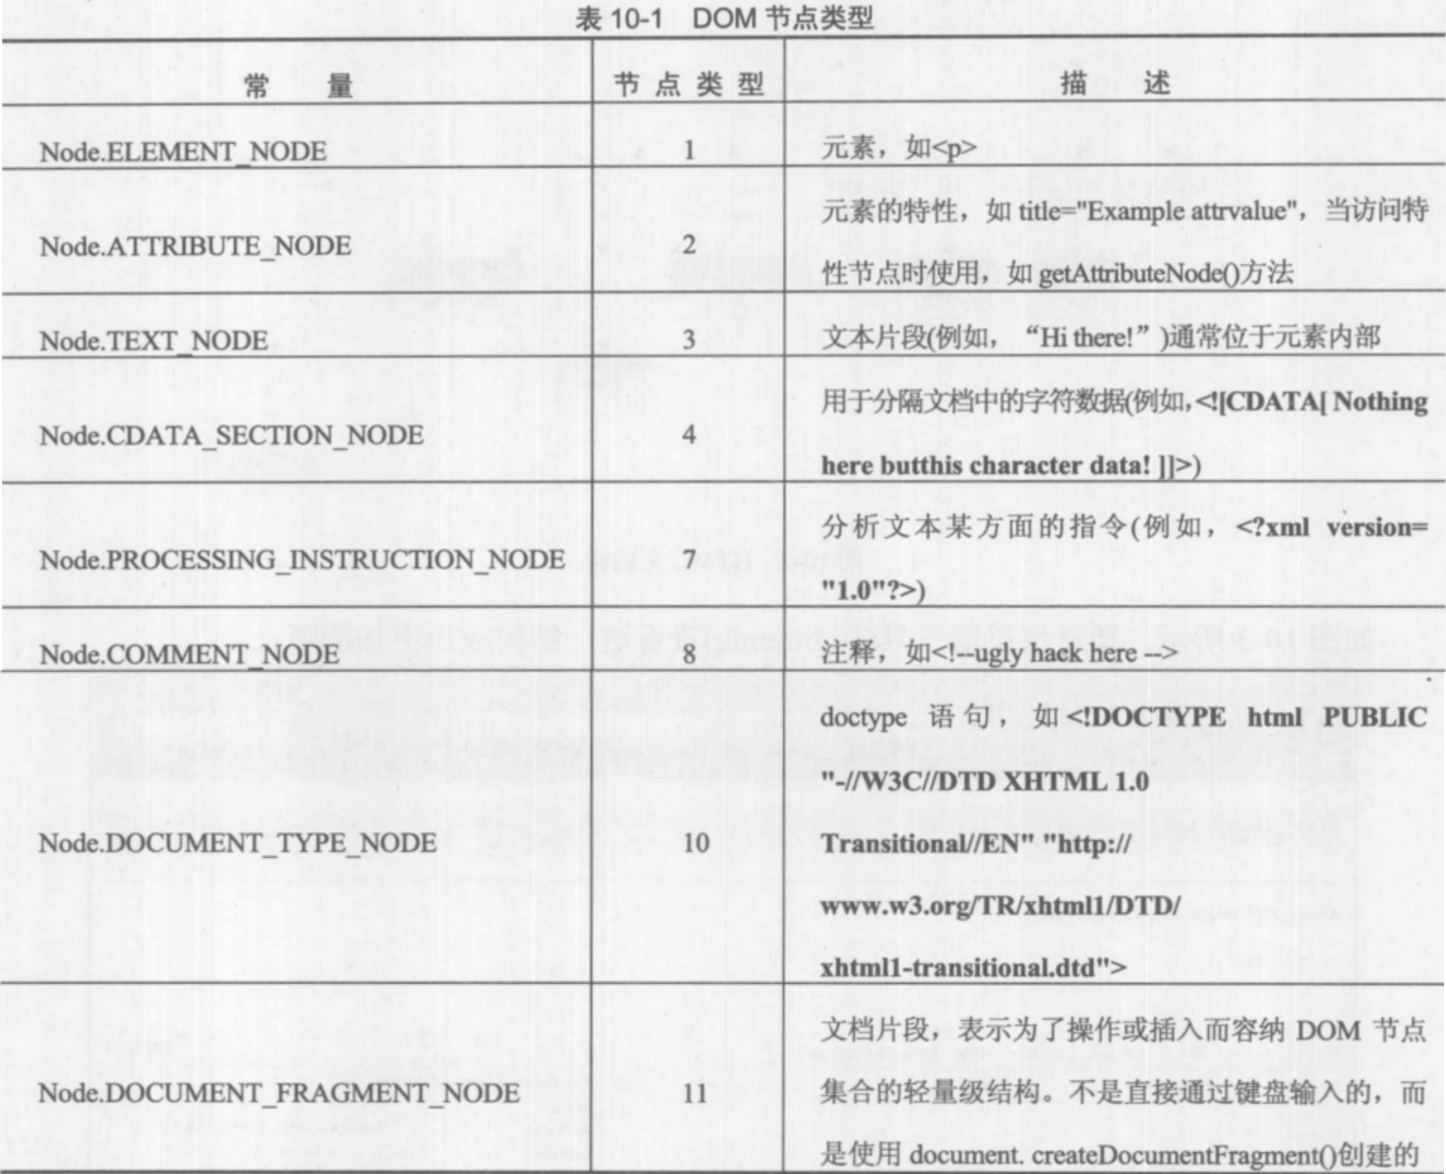 表 10-1 DOM 节点类型
常 量 节 点 类 型 描 述
Node.ELEMENT_NODE 1 元素，如<p>
元素的特性，如 title="Example attrvalue"，当访问特
Node.ATTRIBUTE_NODE 2
性节点时使用，如 getAttributeNode()方法
Node.TEXT_NODE 3 文本片段(例如，“Hi there!”)通常位于元素内部
用于分隔文档中的字符数据(例如，<![CDATA[ Nothing
Node.CDATA_SECTION_NODE 4
here butthis character data! ]]>)
分析文本某方面的指令(例如，<?xml version=
Node.PROCESSING_INSTRUCTION_NODE 7
"1.0"?>)
Node.COMMENT_NODE 8 注释，如<!--ugly hack here -->
doctype 语句，如<!DOCTYPE html PUBLIC
"-//W3C//DTD XHTML 1.0
Node.DOCUMENT_TYPE_NODE 10 Transitional//EN" "http://
www.w3.org/TR/xhtml1/DTD/
xhtml1-transitional.dtd">
文档片段，表示为了操作或插入而容纳 DOM 节点
Node.DOCUMENT_FRAGMENT_NODE 11 集合的轻量级结构。不是直接通过键盘输入的，而
是使用 document. createDocumentFragment()创建的